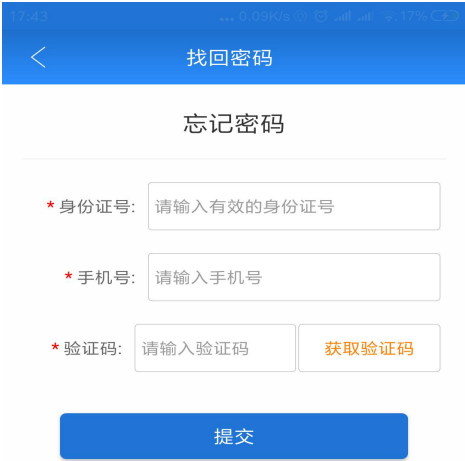 17:43 ... 0.09K/s 17%
找回密码
忘记密码
* 身份证号: 请输入有效的身份证号
* 手机号: 请输入手机号
* 验证码: 请输入验证码 获取验证码
提交